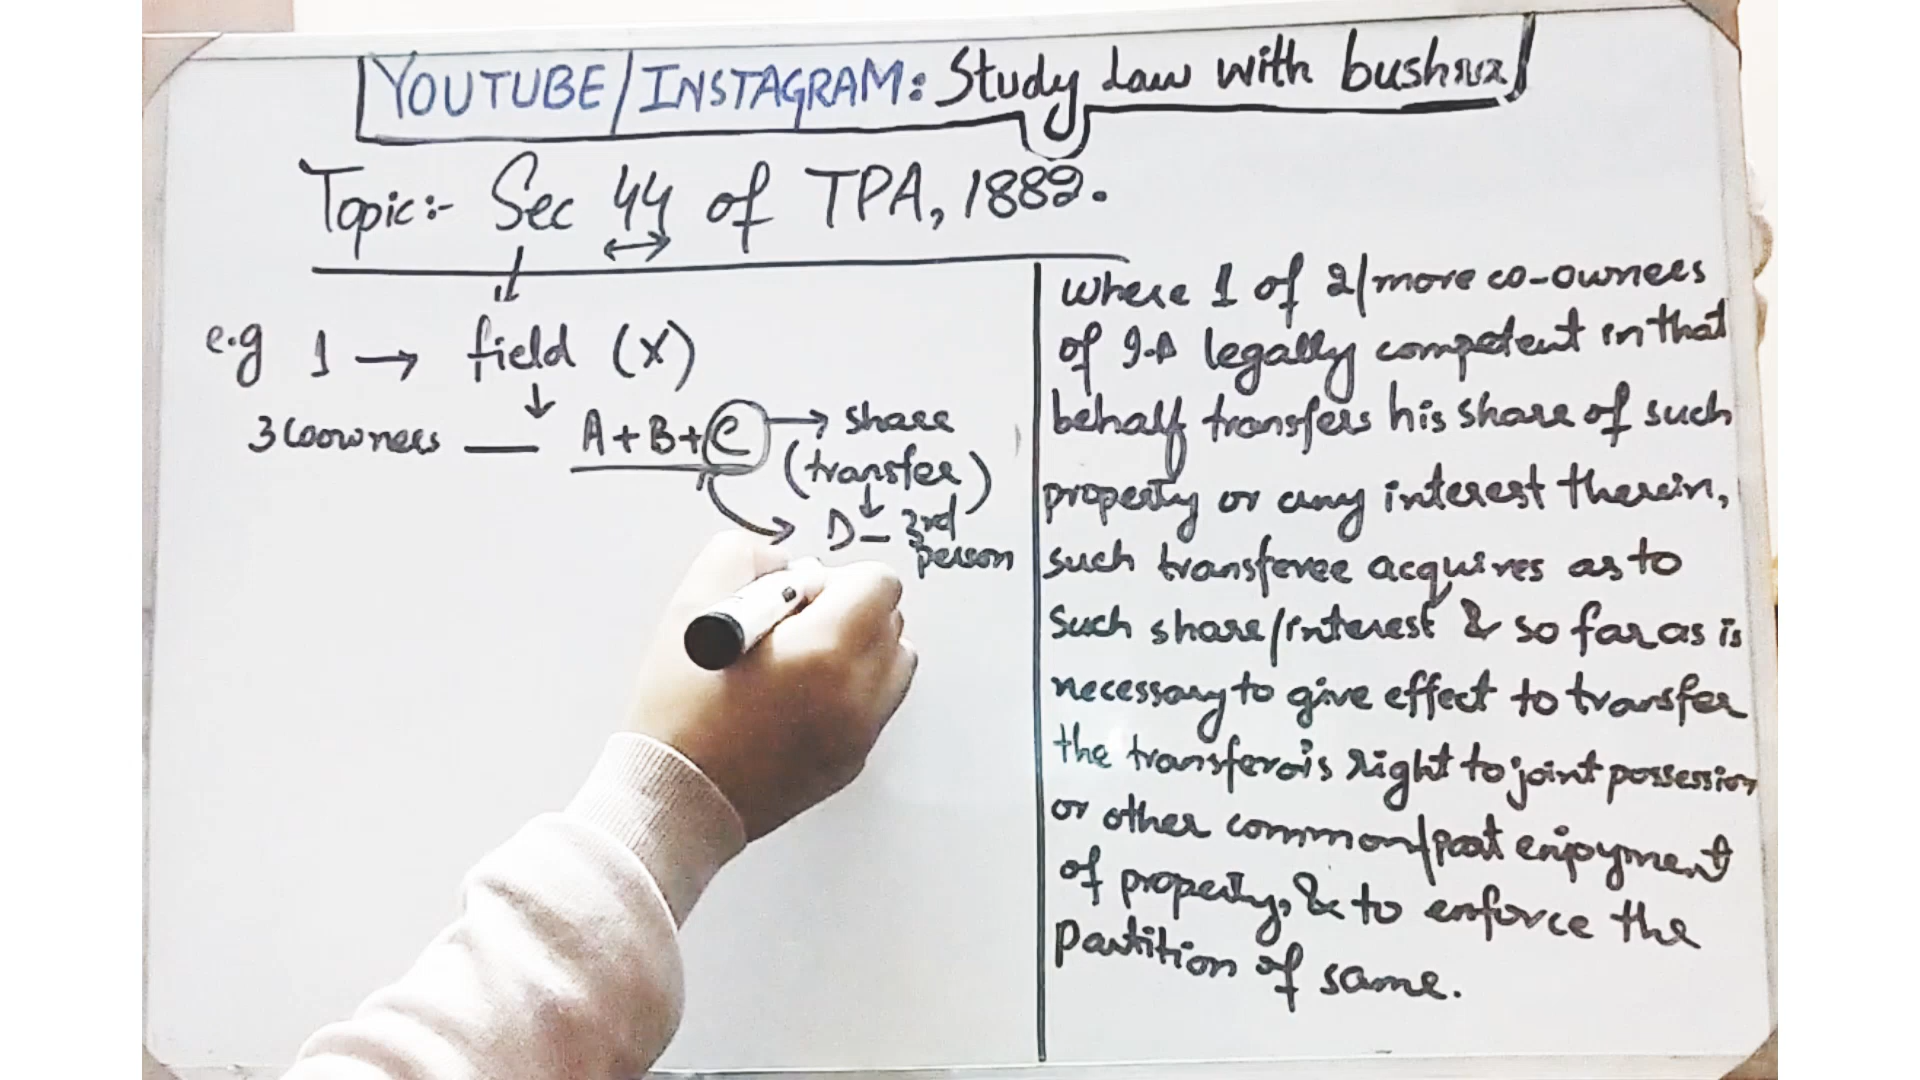 YOUTUBE/INSTAGRAM: Study Law with bushra
Topic:- Sec 44 of TPA, 1882.
e.g 1 → field (X)
↓
3 Coowners — A+B+C → share
(transfer)
↓
D — 3rd
person
where 1 of 2/more co-owners
of I.P legally competent in that
behalf transfers his share of such
property or any interest therein,
such transferee acquires as to
such share/interest & so far as is
necessary to give effect to transfer
the transferor's right to joint possession
or other common/part enjoyment
of property, & to enforce the
partition of same.